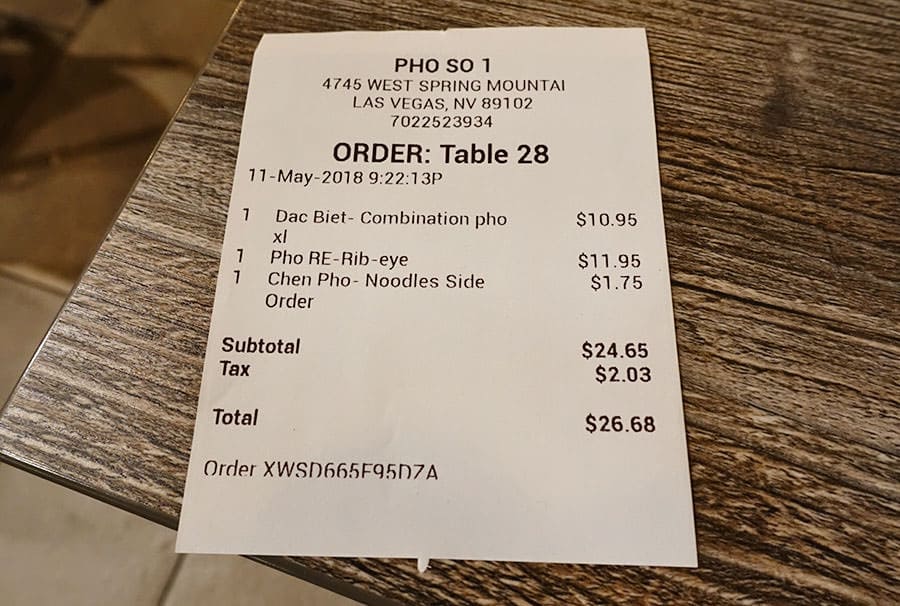 PHO SO 1
4745 WEST SPRING MOUNTAI
LAS VEGAS, NV 89102
7022523934
ORDER: Table 28
11-May-2018 9:22:13P
1 Dac Biet- Combination pho $10.95
xl
1 Pho RE-Rib-eye $11.95
1 Chen Pho- Noodles Side $1.75
Order
Subtotal $24.65
Tax $2.03
Total $26.68
Order